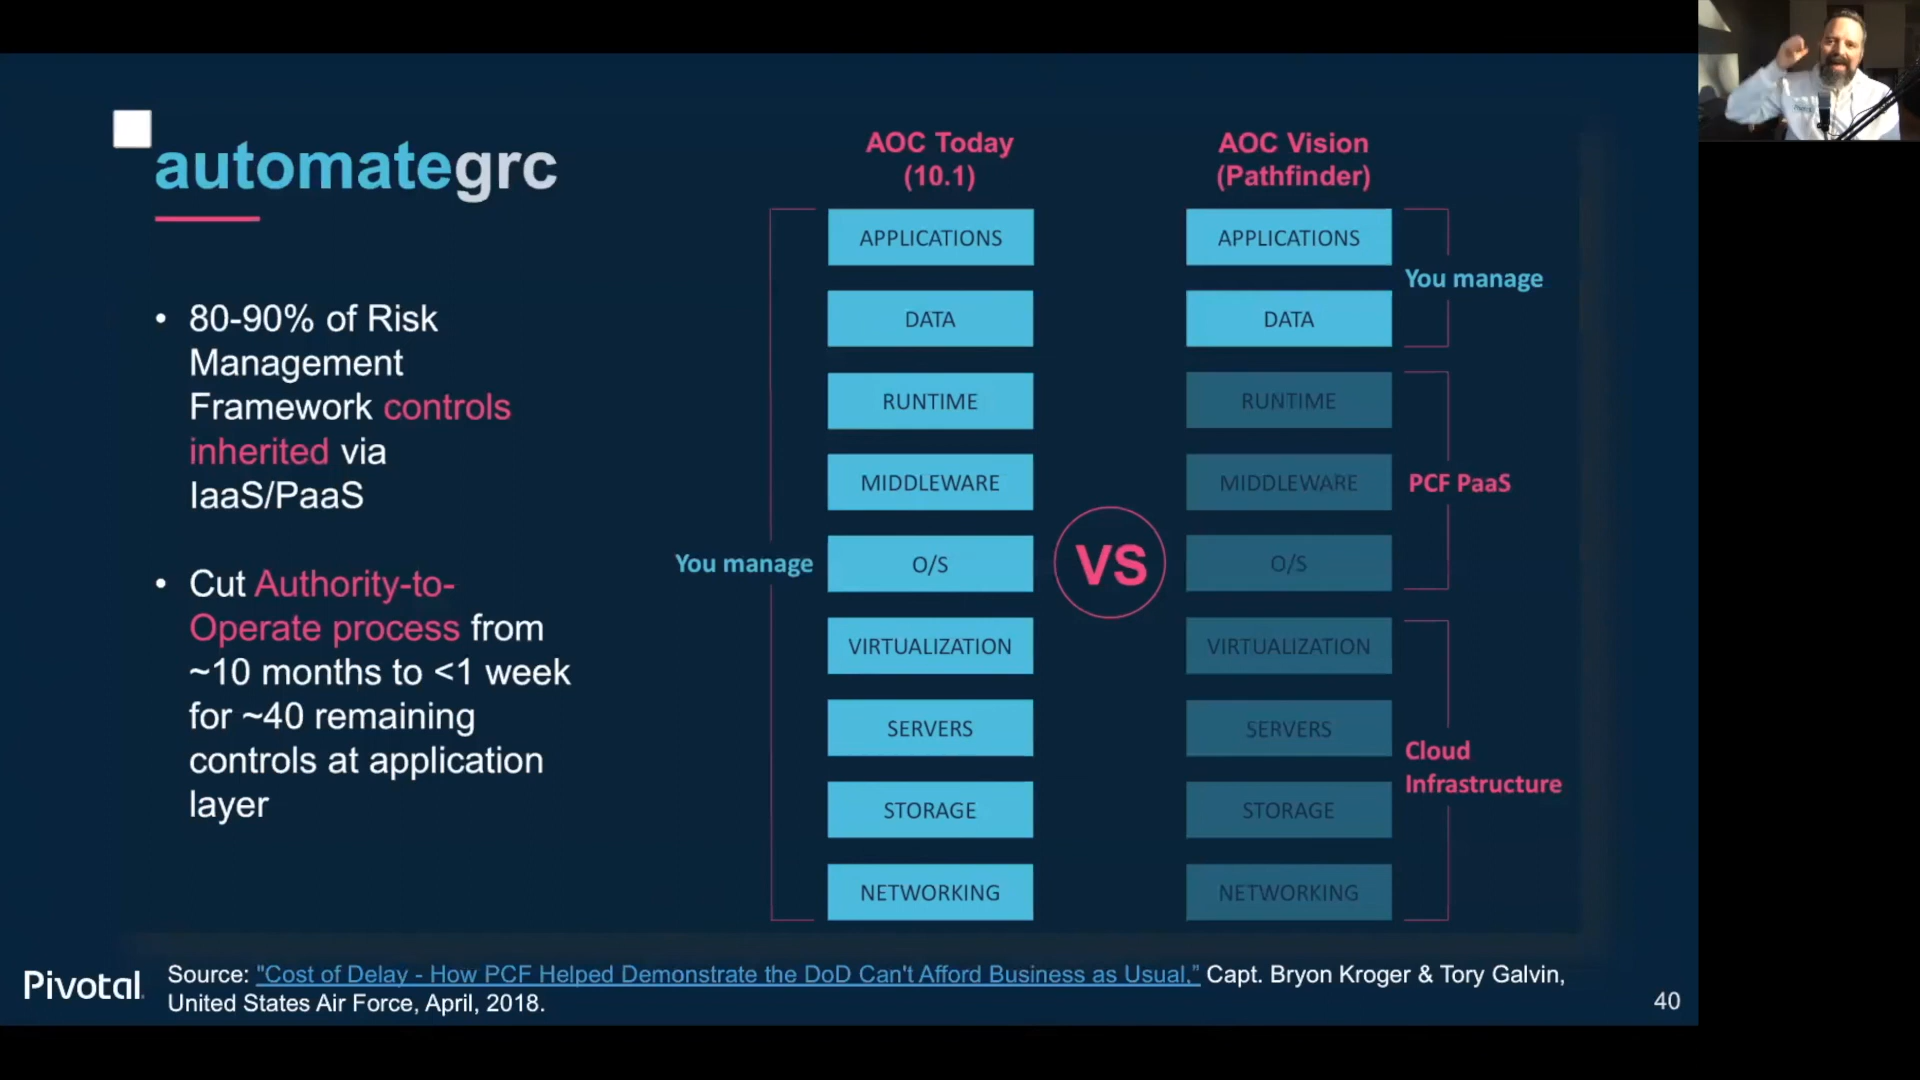 automategrc
• 80-90% of Risk
Management
Framework controls
inherited via
IaaS/PaaS
• Cut Authority-to-
Operate process from
~10 months to <1 week
for ~40 remaining
controls at application
layer
AOC Today
(10.1)
You manage
APPLICATIONS
DATA
RUNTIME
MIDDLEWARE
O/S
VIRTUALIZATION
SERVERS
STORAGE
NETWORKING
VS
AOC Vision
(Pathfinder)
APPLICATIONS
DATA
RUNTIME
MIDDLEWARE
O/S
VIRTUALIZATION
SERVERS
STORAGE
NETWORKING
You manage
PCF PaaS
Cloud
Infrastructure
Pivotal.
Source: "Cost of Delay - How PCF Helped Demonstrate the DoD Can't Afford Business as Usual,” Capt. Bryon Kroger & Tory Galvin,
United States Air Force, April, 2018.
40